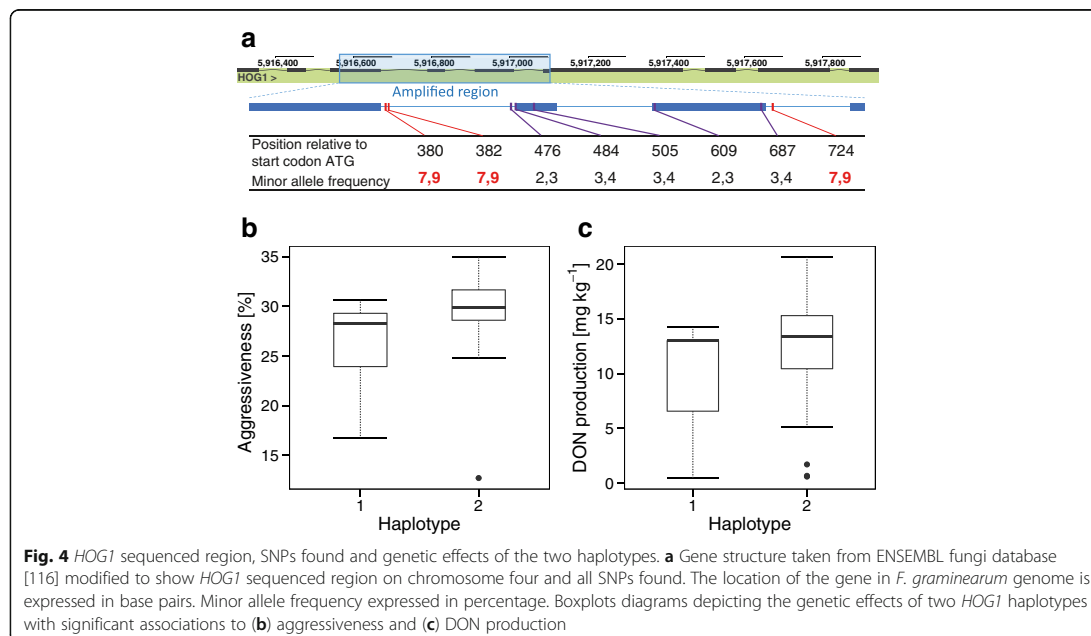 a
5,916,400 5,916,600 5,916,800 5,917,000 5,917,200 5,917,400 5,917,600 5,917,800
HOG1 >
Amplified region
Position relative to
start codon ATG
380 382 476 484 505 609 687 724
Minor allele frequency 7,9 7,9 2,3 3,4 3,4 2,3 3,4 7,9
b
Aggressiveness [%]
35
30
25
15
1 2
Haplotype
c
DON production [mg kg⁻¹]
20
15
10
5
0
1 2
Haplotype
Fig. 4 HOG1 sequenced region, SNPs found and genetic effects of the two haplotypes. a Gene structure taken from ENSEMBL fungi database
[116] modified to show HOG1 sequenced region on chromosome four and all SNPs found. The location of the gene in F. graminearum genome is
expressed in base pairs. Minor allele frequency expressed in percentage. Boxplots diagrams depicting the genetic effects of two HOG1 haplotypes
with significant associations to (b) aggressiveness and (c) DON production